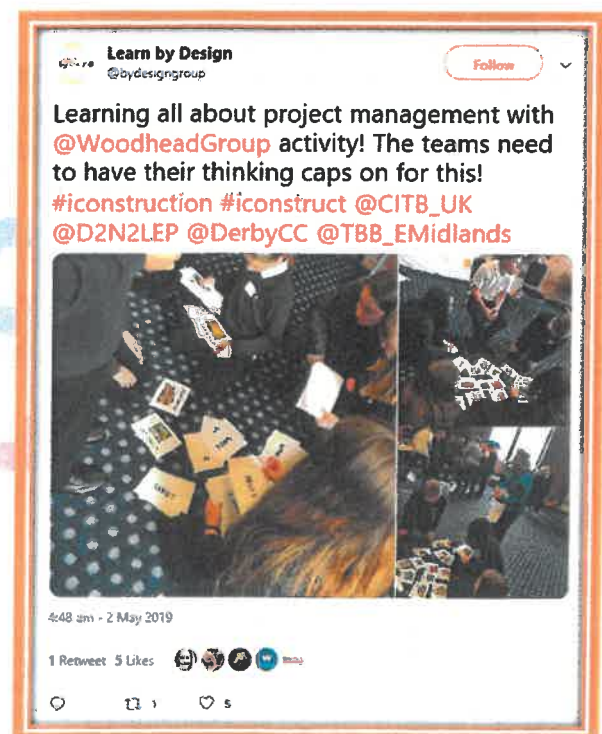 Learn by Design
@bydesigngroup
Follow
Learning all about project management with
@WoodheadGroup activity! The teams need
to have their thinking caps on for this!
#iconstruction #iconstruct @CITB_UK
@D2N2LEP @DerbyCC @TBB_EMidlands
4:48 am - 2 May 2019
1 Retweet 5 Likes
1 5